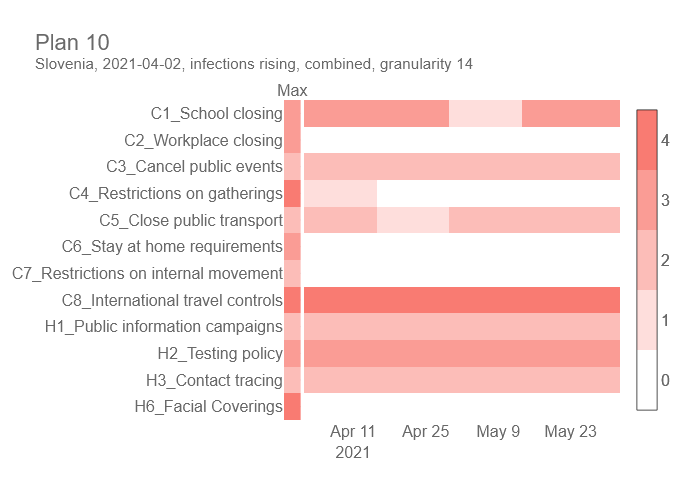 Plan 10
Slovenia, 2021-04-02, infections rising, combined, granularity 14
Max
C1_School closing
C2_Workplace closing
C3_Cancel public events
C4_Restrictions on gatherings
C5_Close public transport
C6_Stay at home requirements
C7_Restrictions on internal movement
C8_International travel controls
H1_Public information campaigns
H2_Testing policy
H3_Contact tracing
H6_Facial Coverings
4
3
2
1
0
Apr 11 Apr 25 May 9 May 23
2021